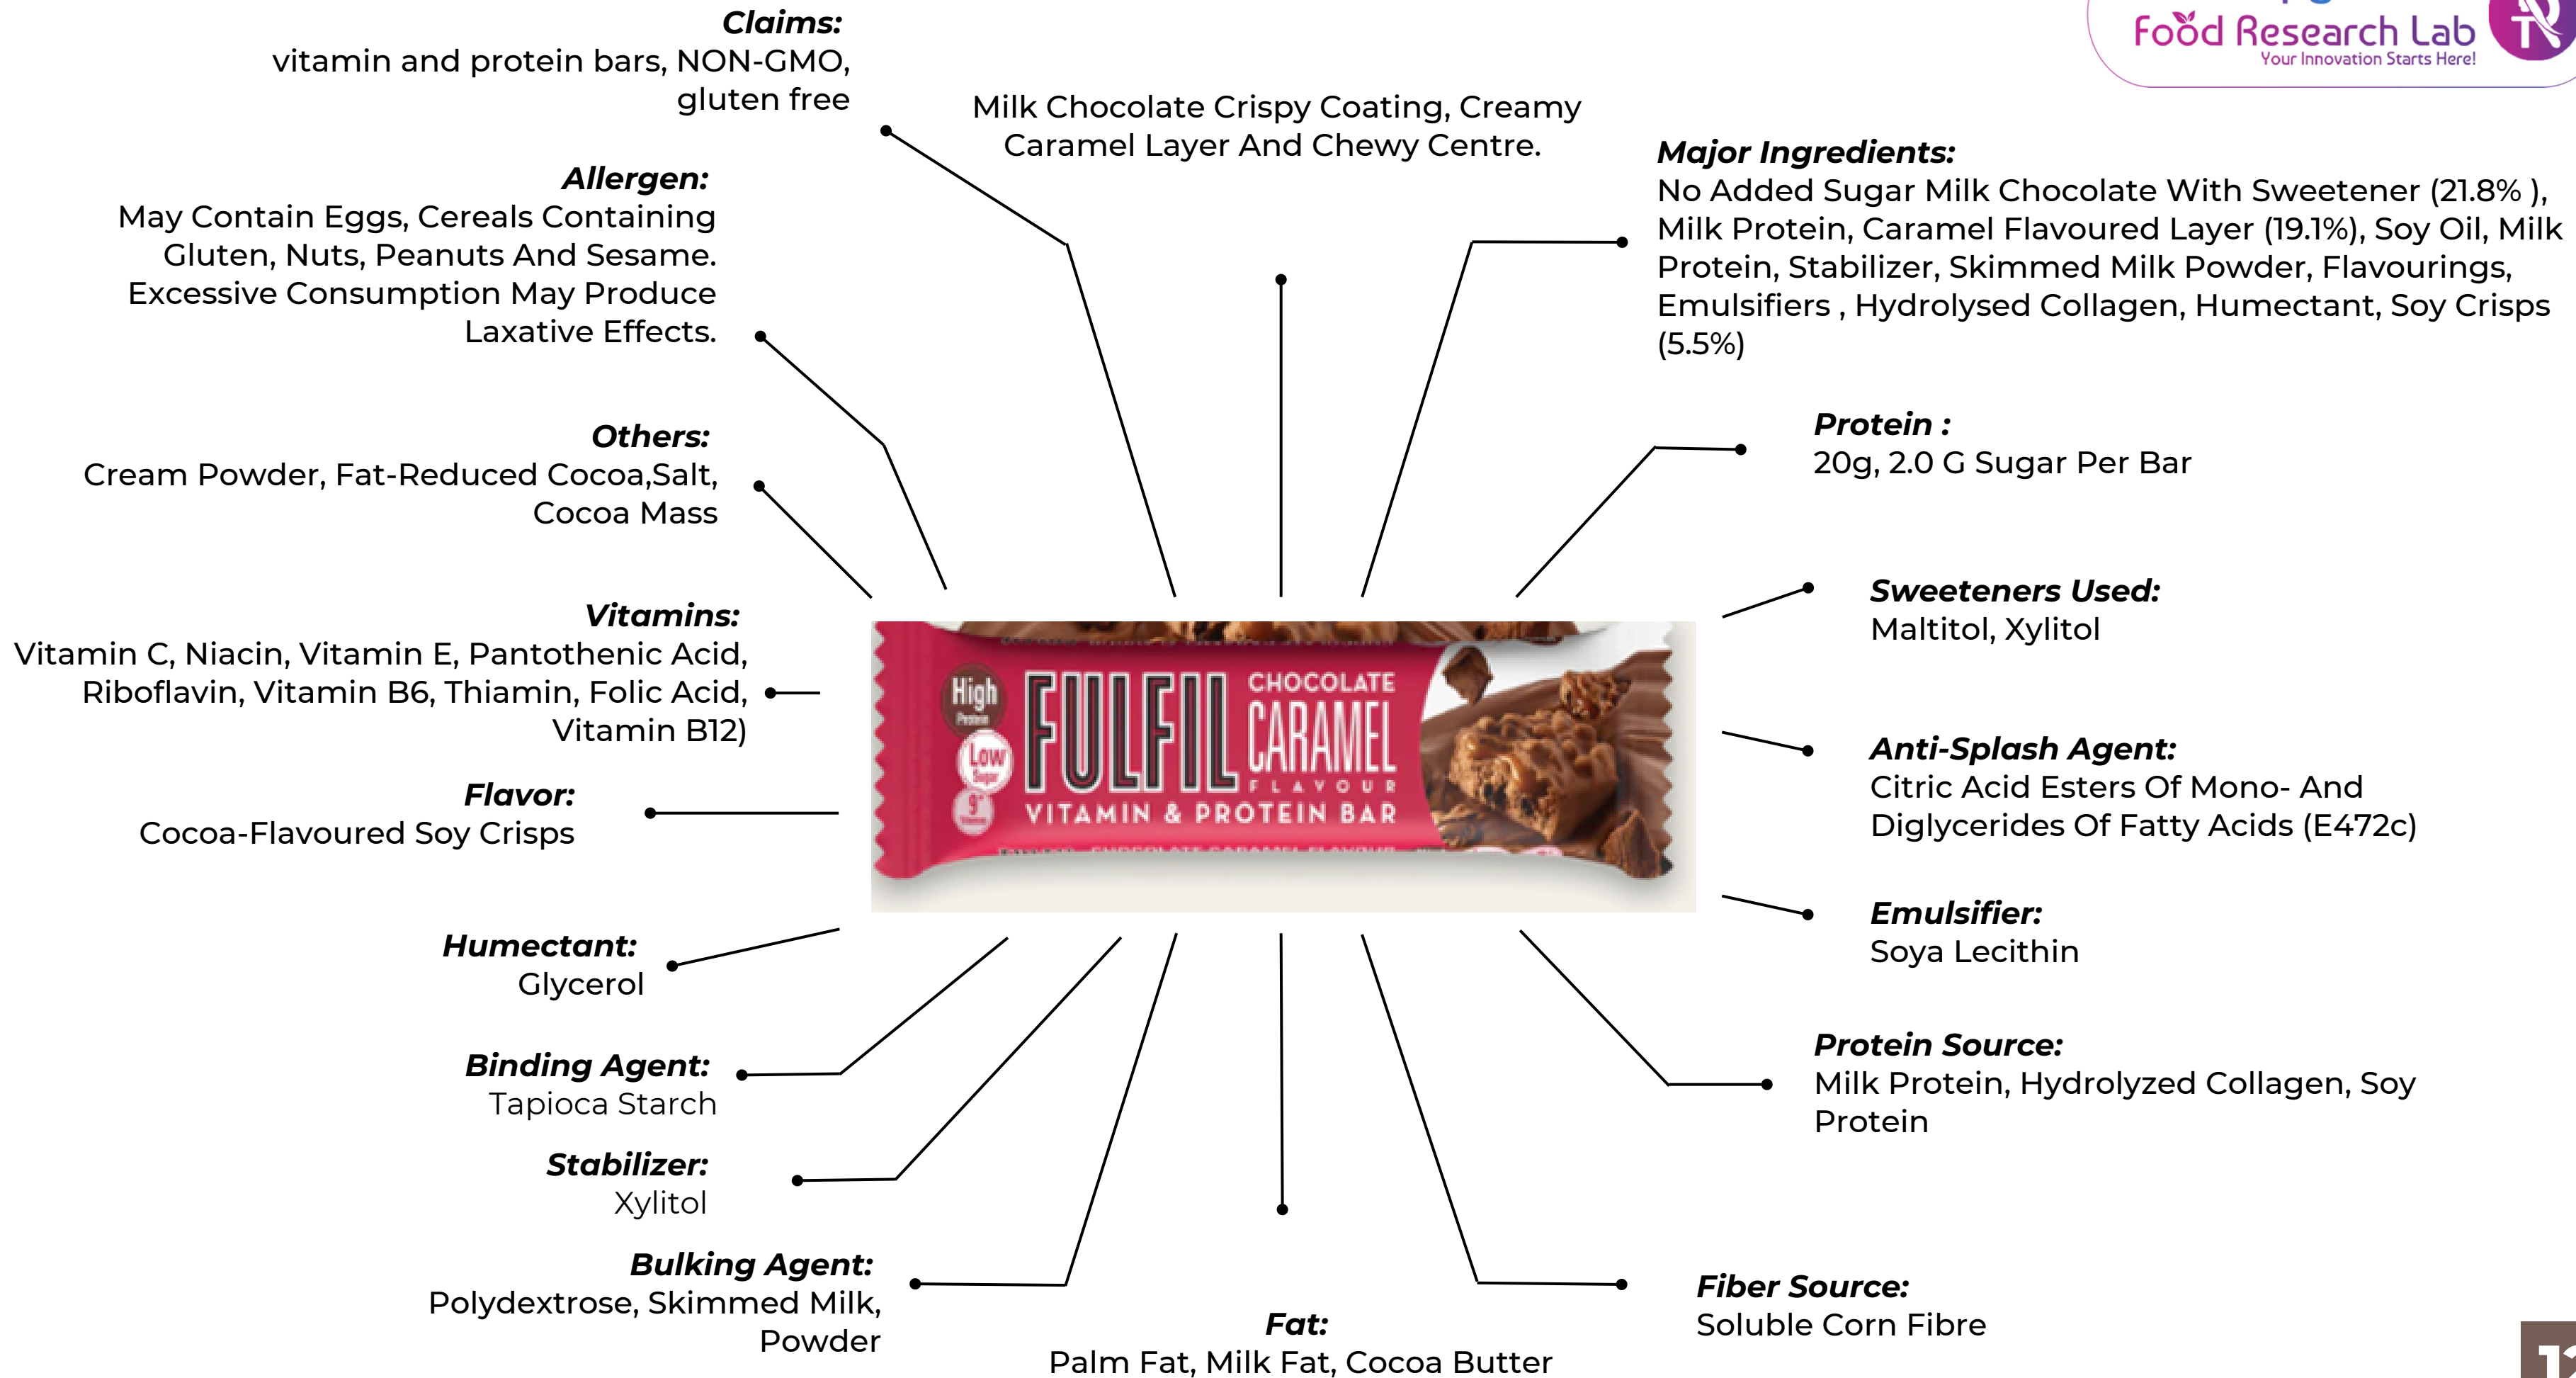 Food Research Lab
Your Innovation Starts Here!
Claims:
vitamin and protein bars, NON-GMO,
gluten free
Milk Chocolate Crispy Coating, Creamy
Caramel Layer And Chewy Centre.
Major Ingredients:
No Added Sugar Milk Chocolate With Sweetener (21.8% ),
Milk Protein, Caramel Flavoured Layer (19.1%), Soy Oil, Milk
Protein, Stabilizer, Skimmed Milk Powder, Flavourings,
Emulsifiers , Hydrolysed Collagen, Humectant, Soy Crisps
(5.5%)
Allergen:
May Contain Eggs, Cereals Containing
Gluten, Nuts, Peanuts And Sesame.
Excessive Consumption May Produce
Laxative Effects.
Protein :
20g, 2.0 G Sugar Per Bar
Others:
Cream Powder, Fat-Reduced Cocoa,Salt,
Cocoa Mass
Sweeteners Used:
Maltitol, Xylitol
Vitamins:
Vitamin C, Niacin, Vitamin E, Pantothenic Acid,
Riboflavin, Vitamin B6, Thiamin, Folic Acid,
Vitamin B12)
High
Protein
Low
Sugar
9
FULFIL
CHOCOLATE
CARAMEL
FLAVOUR
VITAMIN & PROTEIN BAR
Anti-Splash Agent:
Citric Acid Esters Of Mono- And
Diglycerides Of Fatty Acids (E472c)
Flavor:
Cocoa-Flavoured Soy Crisps
Emulsifier:
Soya Lecithin
Humectant:
Glycerol
Protein Source:
Milk Protein, Hydrolyzed Collagen, Soy
Protein
Binding Agent:
Tapioca Starch
Stabilizer:
Xylitol
Bulking Agent:
Polydextrose, Skimmed Milk,
Powder
Fat:
Palm Fat, Milk Fat, Cocoa Butter
Fiber Source:
Soluble Corn Fibre